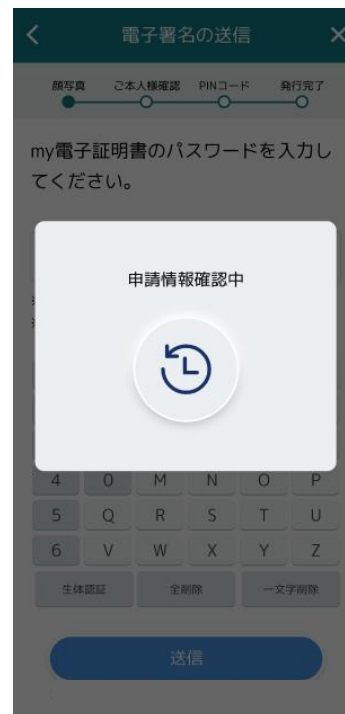 電子署名の送信
顔写真 ご本人様確認 PINコード 発行完了
my電子証明書のパスワードを入力し
てください。
申請情報確認中
4 0 M N O P
5 Q R S T U
6 V W X Y Z
生体認証 全削除 一文字削除
送信